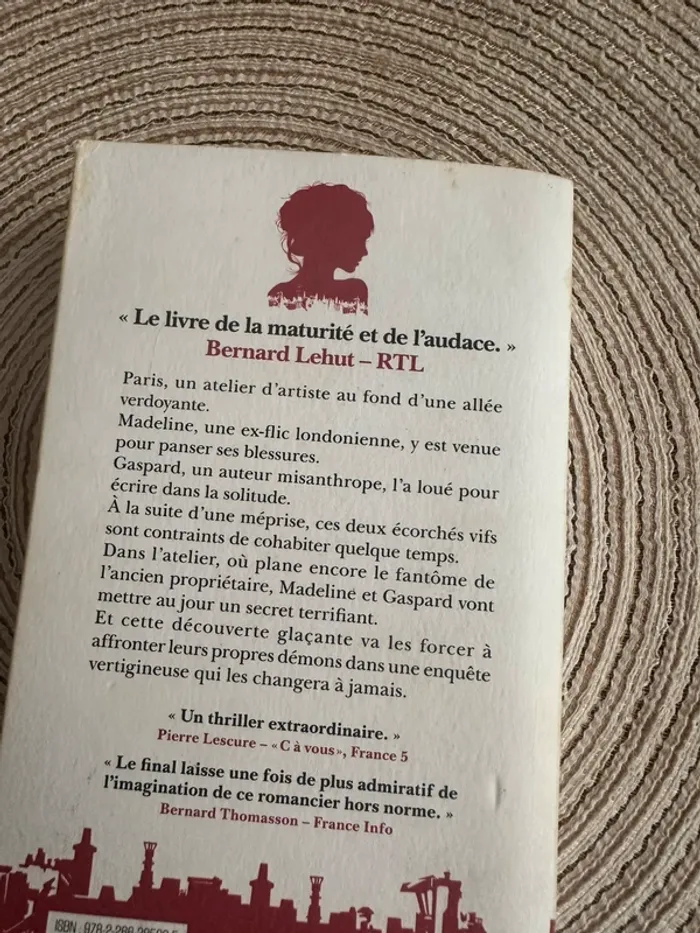 « Le livre de la maturité et de l'audace. »
Bernard Lehut – RTL
Paris, un atelier d'artiste au fond d'une allée
verdoyante.
Madeline, une ex-flic londonienne, y est venue
pour panser ses blessures.
Gaspard, un auteur misanthrope, l'a loué pour
écrire dans la solitude.
À la suite d'une méprise, ces deux écorchés vifs
sont contraints de cohabiter quelque temps.
Dans l'atelier, où plane encore le fantôme de
l'ancien propriétaire, Madeline et Gaspard vont
mettre au jour un secret terrifiant.
Et cette découverte glaçante va les forcer à
affronter leurs propres démons dans une enquête
vertigineuse qui les changera à jamais.
« Un thriller extraordinaire. »
Pierre Lescure – « C à vous », France 5
« Le final laisse une fois de plus admiratif de
l'imagination de ce romancier hors norme. »
Bernard Thomasson – France Info
ISBN :